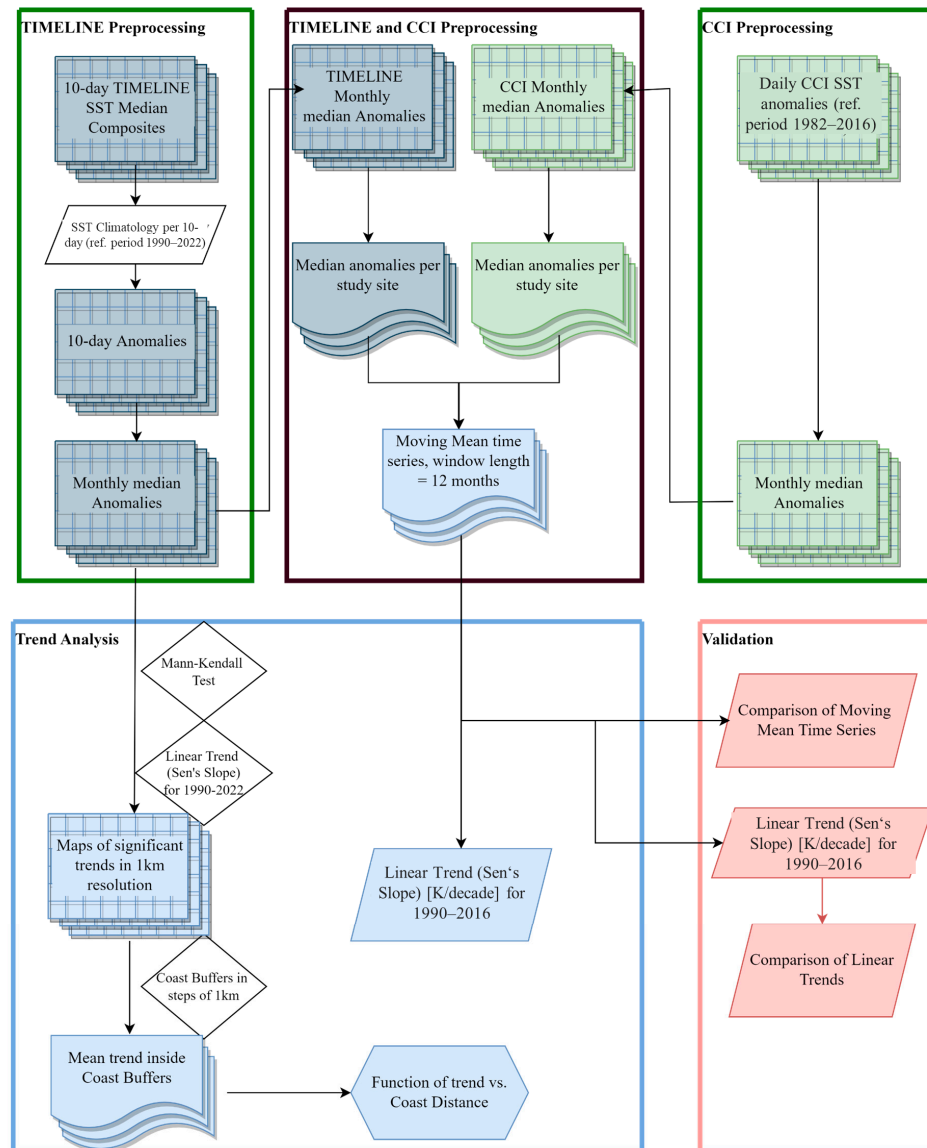 TIMELINE Preprocessing
10-day TIMELINE
SST Median
Composites
SST Climatology per 10-
day (ref. period 1990–2022)
10-day Anomalies
Monthly median
Anomalies
TIMELINE and CCI Preprocessing
TIMELINE
Monthly
median Anomalies
CCI Monthly
median Anomalies
Median anomalies per
study site
Median anomalies per
study site
Moving Mean time
series, window length
= 12 months
CCI Preprocessing
Daily CCI SST
anomalies (ref.
period 1982–2016)
Monthly median
Anomalies
Trend Analysis
Mann-Kendall
Test
Linear Trend
(Sen's Slope)
for 1990-2022
Maps of significant
trends in 1km
resolution
Coast Buffers in
steps of 1km
Mean trend inside
Coast Buffers
Function of trend vs.
Coast Distance
Linear Trend (Sen‘s
Slope) [K/decade] for
1990–2016
Validation
Comparison of Moving
Mean Time Series
Linear Trend (Sen‘s
Slope) [K/decade] for
1990–2016
Comparison of Linear
Trends